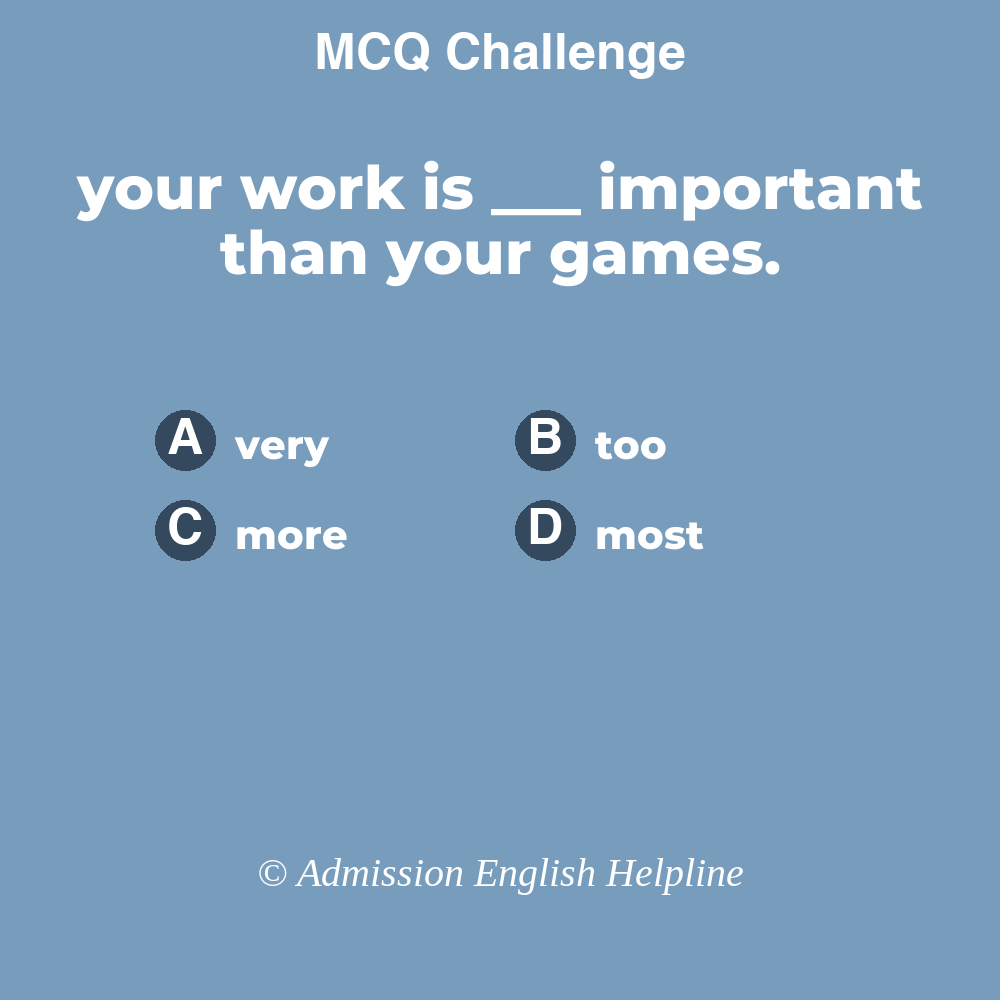 MCQ Challenge
your work is ___ important
than your games.
A very
B too
C more
D most
© Admission English Helpline